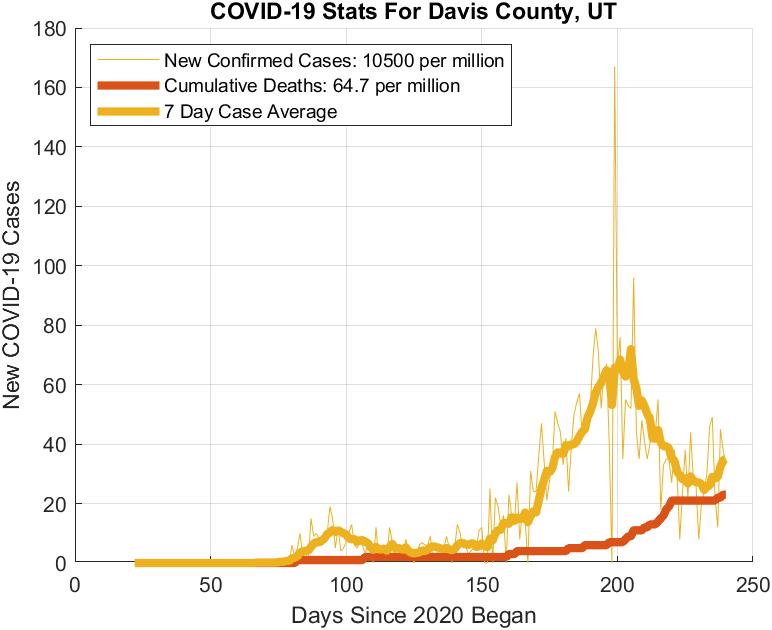 COVID-19 Stats For Davis County, UT
180
160
140
120
100
80
60
40
20
0
New COVID-19 Cases
New Confirmed Cases: 10500 per million
Cumulative Deaths: 64.7 per million
7 Day Case Average
0 50 100 150 200 250
Days Since 2020 Began